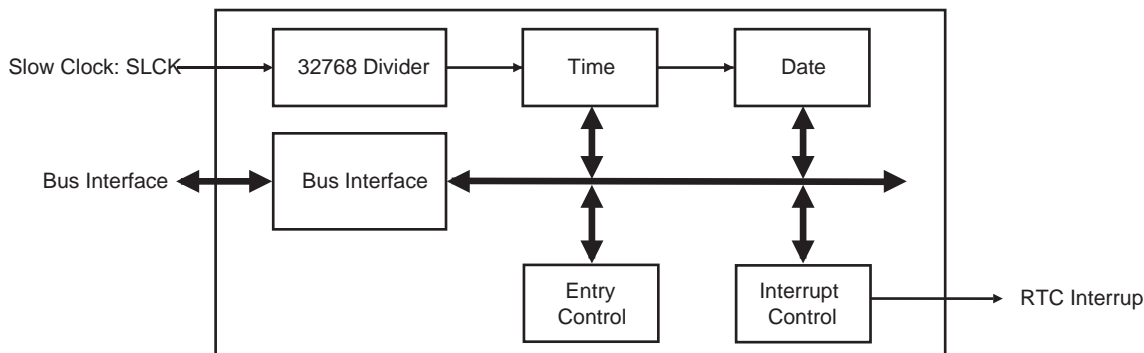 Slow Clock: SLCK
32768 Divider
Time
Date
Bus Interface
Bus Interface
Entry
Control
Interrupt
Control
RTC Interrup